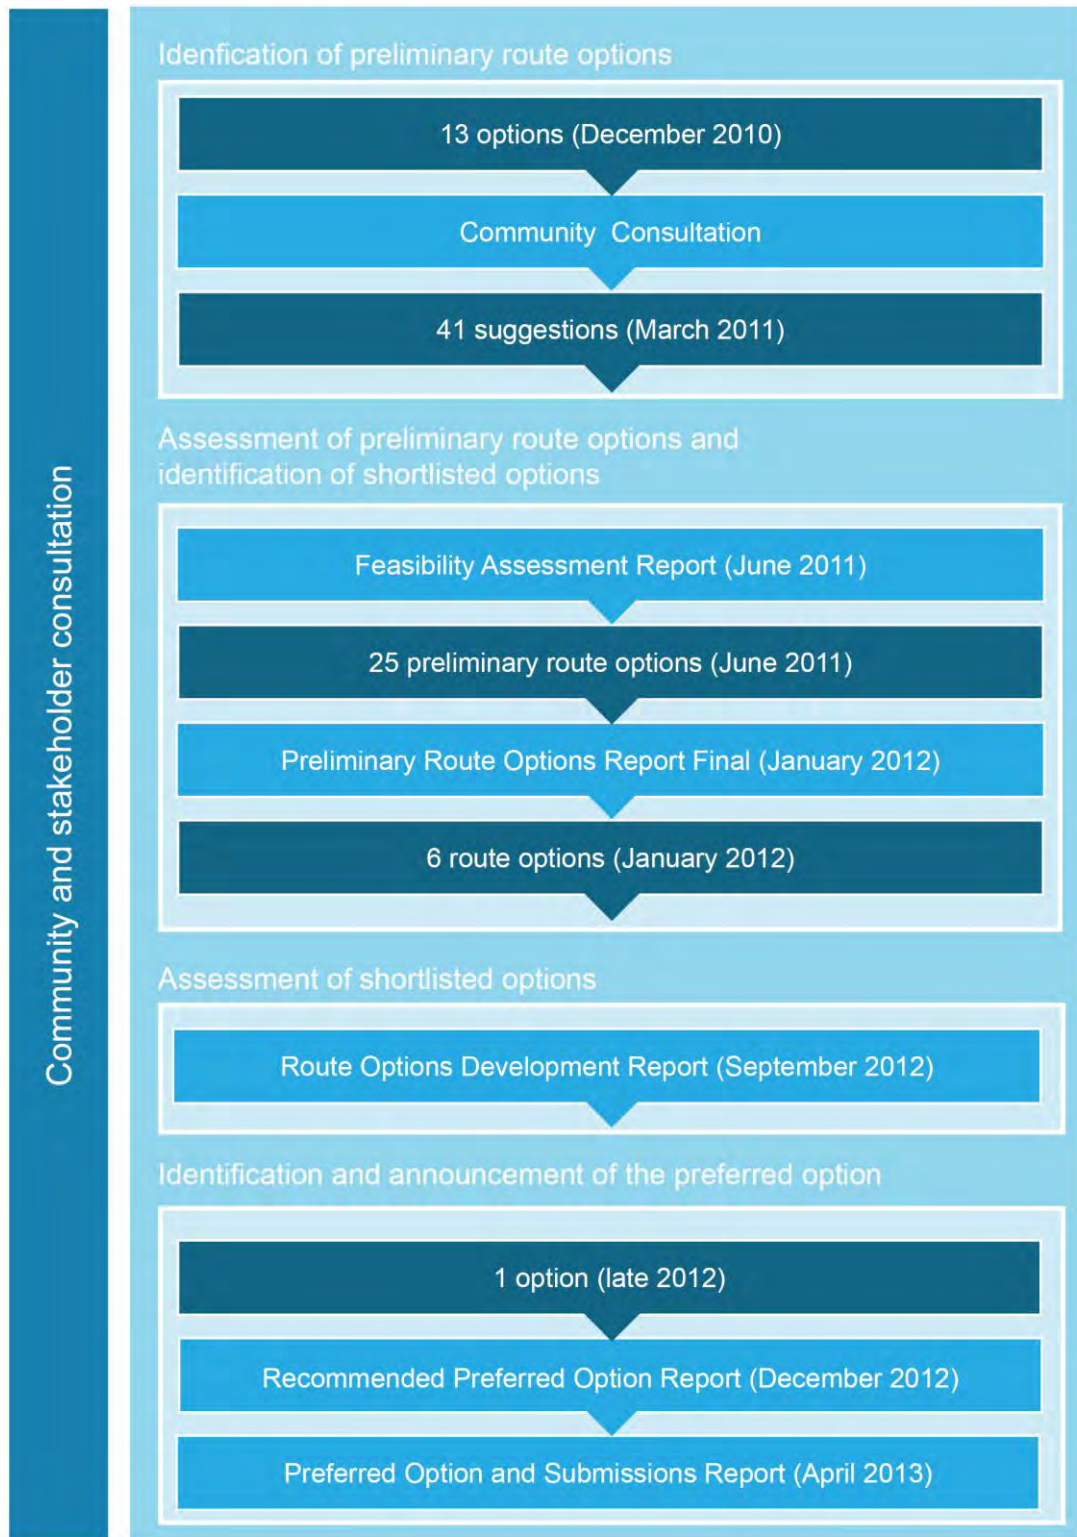 Community and stakeholder consultation
Idenfication of preliminary route options
13 options (December 2010)
Community Consultation
41 suggestions (March 2011)
Assessment of preliminary route options and
identification of shortlisted options
Feasibility Assessment Report (June 2011)
25 preliminary route options (June 2011)
Preliminary Route Options Report Final (January 2012)
6 route options (January 2012)
Assessment of shortlisted options
Route Options Development Report (September 2012)
Identification and announcement of the preferred option
1 option (late 2012)
Recommended Preferred Option Report (December 2012)
Preferred Option and Submissions Report (April 2013)